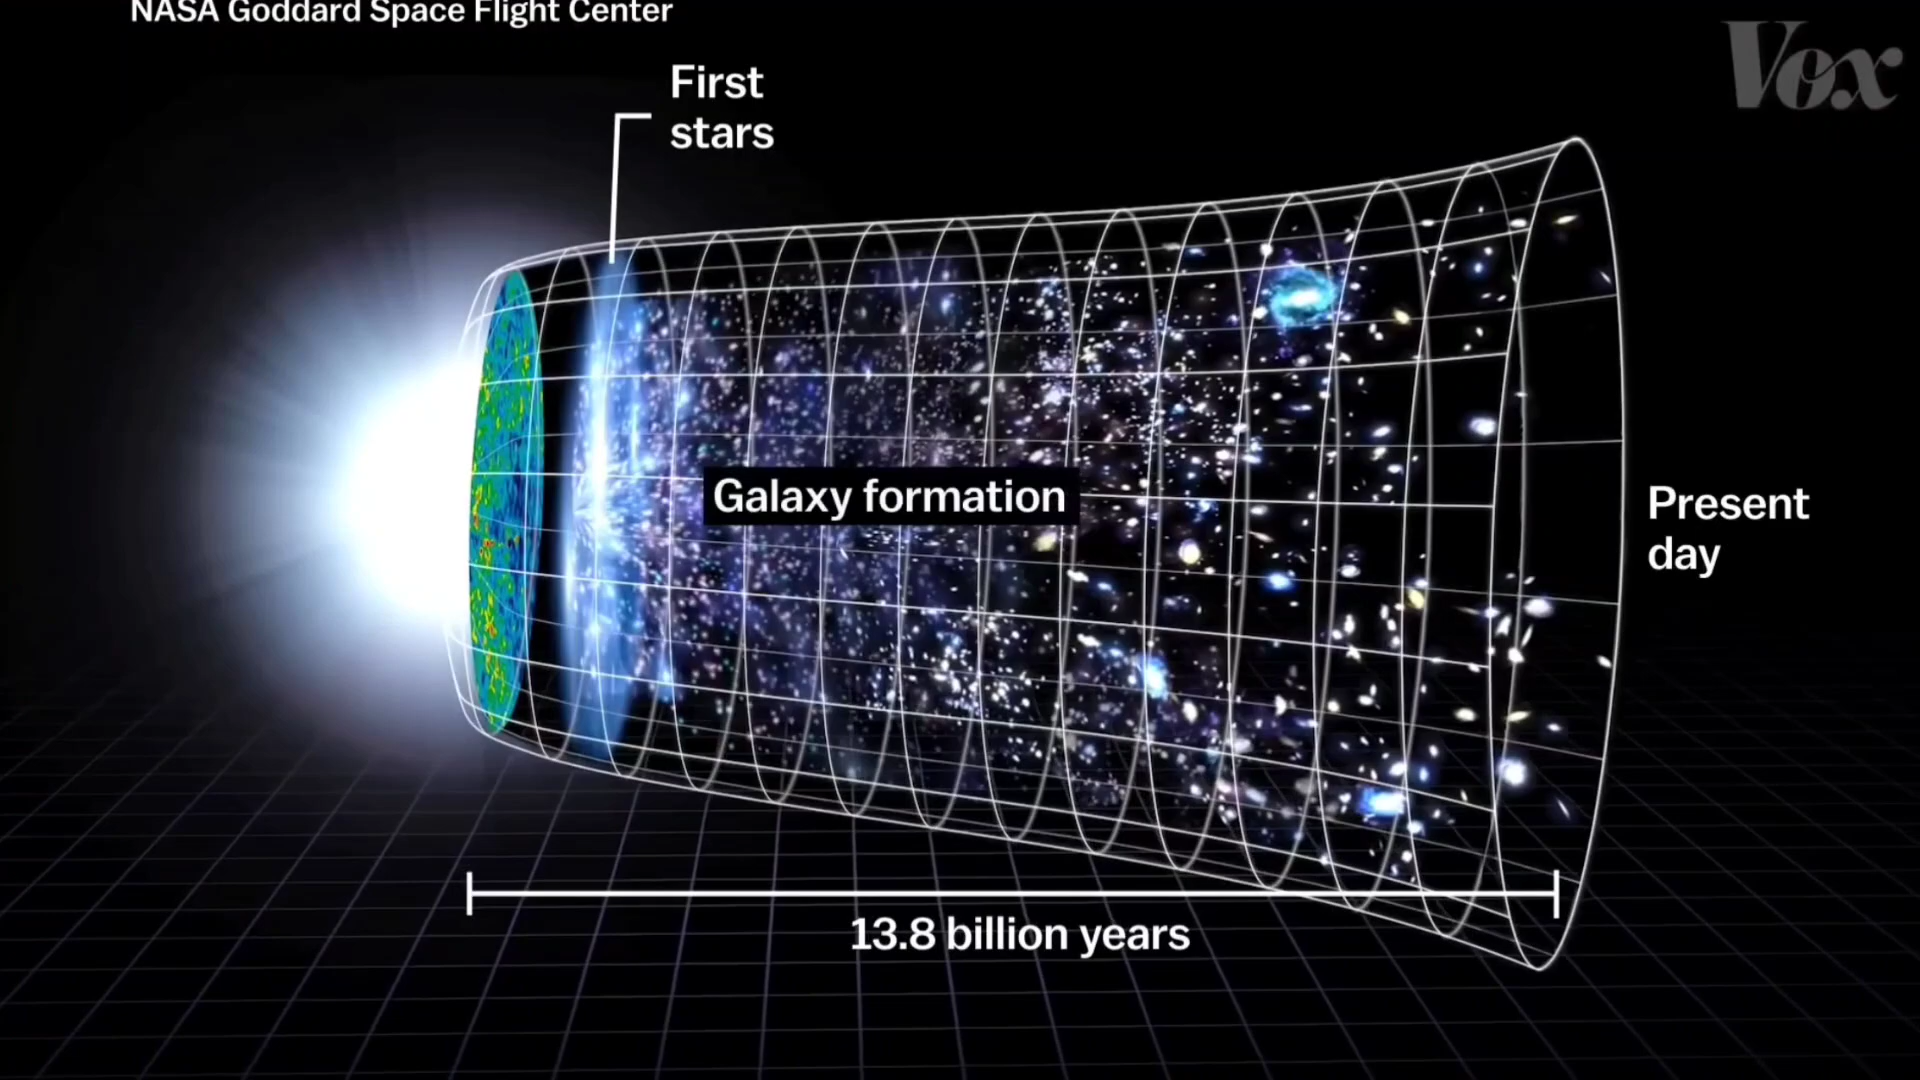 NASA Goddard Space Flight Center
Vox
First
stars
Galaxy formation
Present
day
13.8 billion years